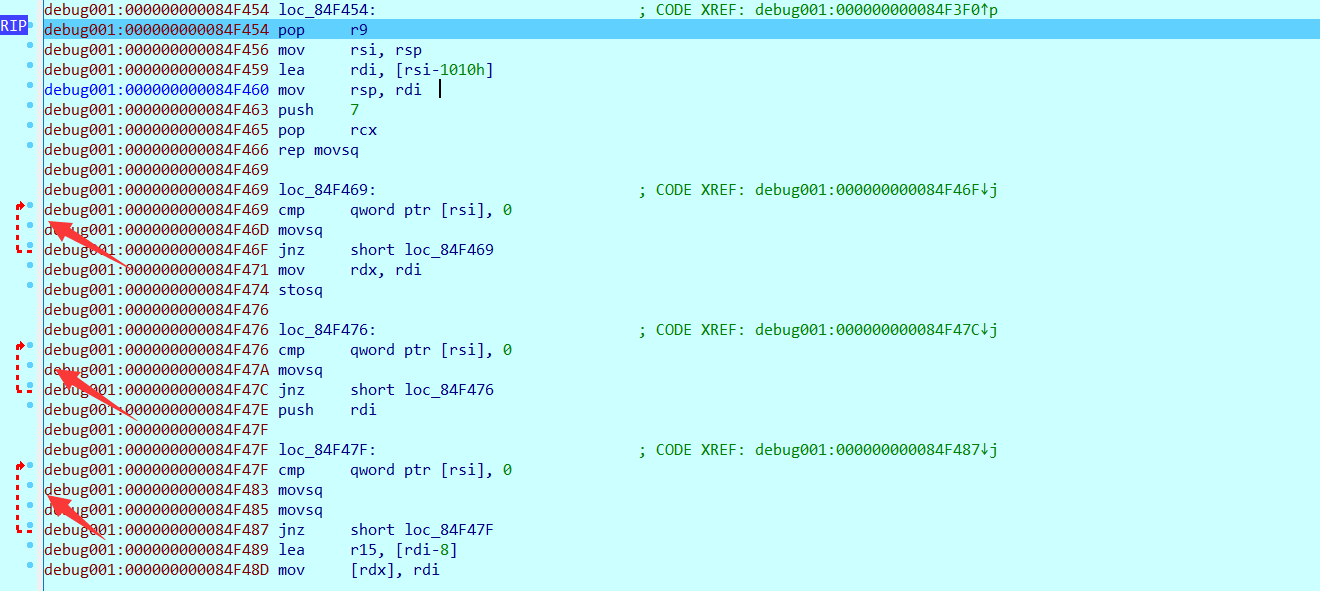 debug001:000000000084F454 loc_84F454: ; CODE XREF: debug001:000000000084F3F0↑p
RIP debug001:000000000084F454 pop r9
debug001:000000000084F456 mov rsi, rsp
debug001:000000000084F459 lea rdi, [rsi-1010h]
debug001:000000000084F460 mov rsp, rdi
debug001:000000000084F463 push 7
debug001:000000000084F465 pop rcx
debug001:000000000084F466 rep movsq
debug001:000000000084F469
debug001:000000000084F469 loc_84F469: ; CODE XREF: debug001:000000000084F46F↓j
debug001:000000000084F469 cmp qword ptr [rsi], 0
debug001:000000000084F46D movsq
debug001:000000000084F46F jnz short loc_84F469
debug001:000000000084F471 mov rdx, rdi
debug001:000000000084F474 stosq
debug001:000000000084F476
debug001:000000000084F476 loc_84F476: ; CODE XREF: debug001:000000000084F47C↓j
debug001:000000000084F476 cmp qword ptr [rsi], 0
debug001:000000000084F47A movsq
debug001:000000000084F47C jnz short loc_84F476
debug001:000000000084F47E push rdi
debug001:000000000084F47F
debug001:000000000084F47F loc_84F47F: ; CODE XREF: debug001:000000000084F487↓j
debug001:000000000084F47F cmp qword ptr [rsi], 0
debug001:000000000084F483 movsq
debug001:000000000084F485 movsq
debug001:000000000084F487 jnz short loc_84F47F
debug001:000000000084F489 lea r15, [rdi-8]
debug001:000000000084F48D mov [rdx], rdi